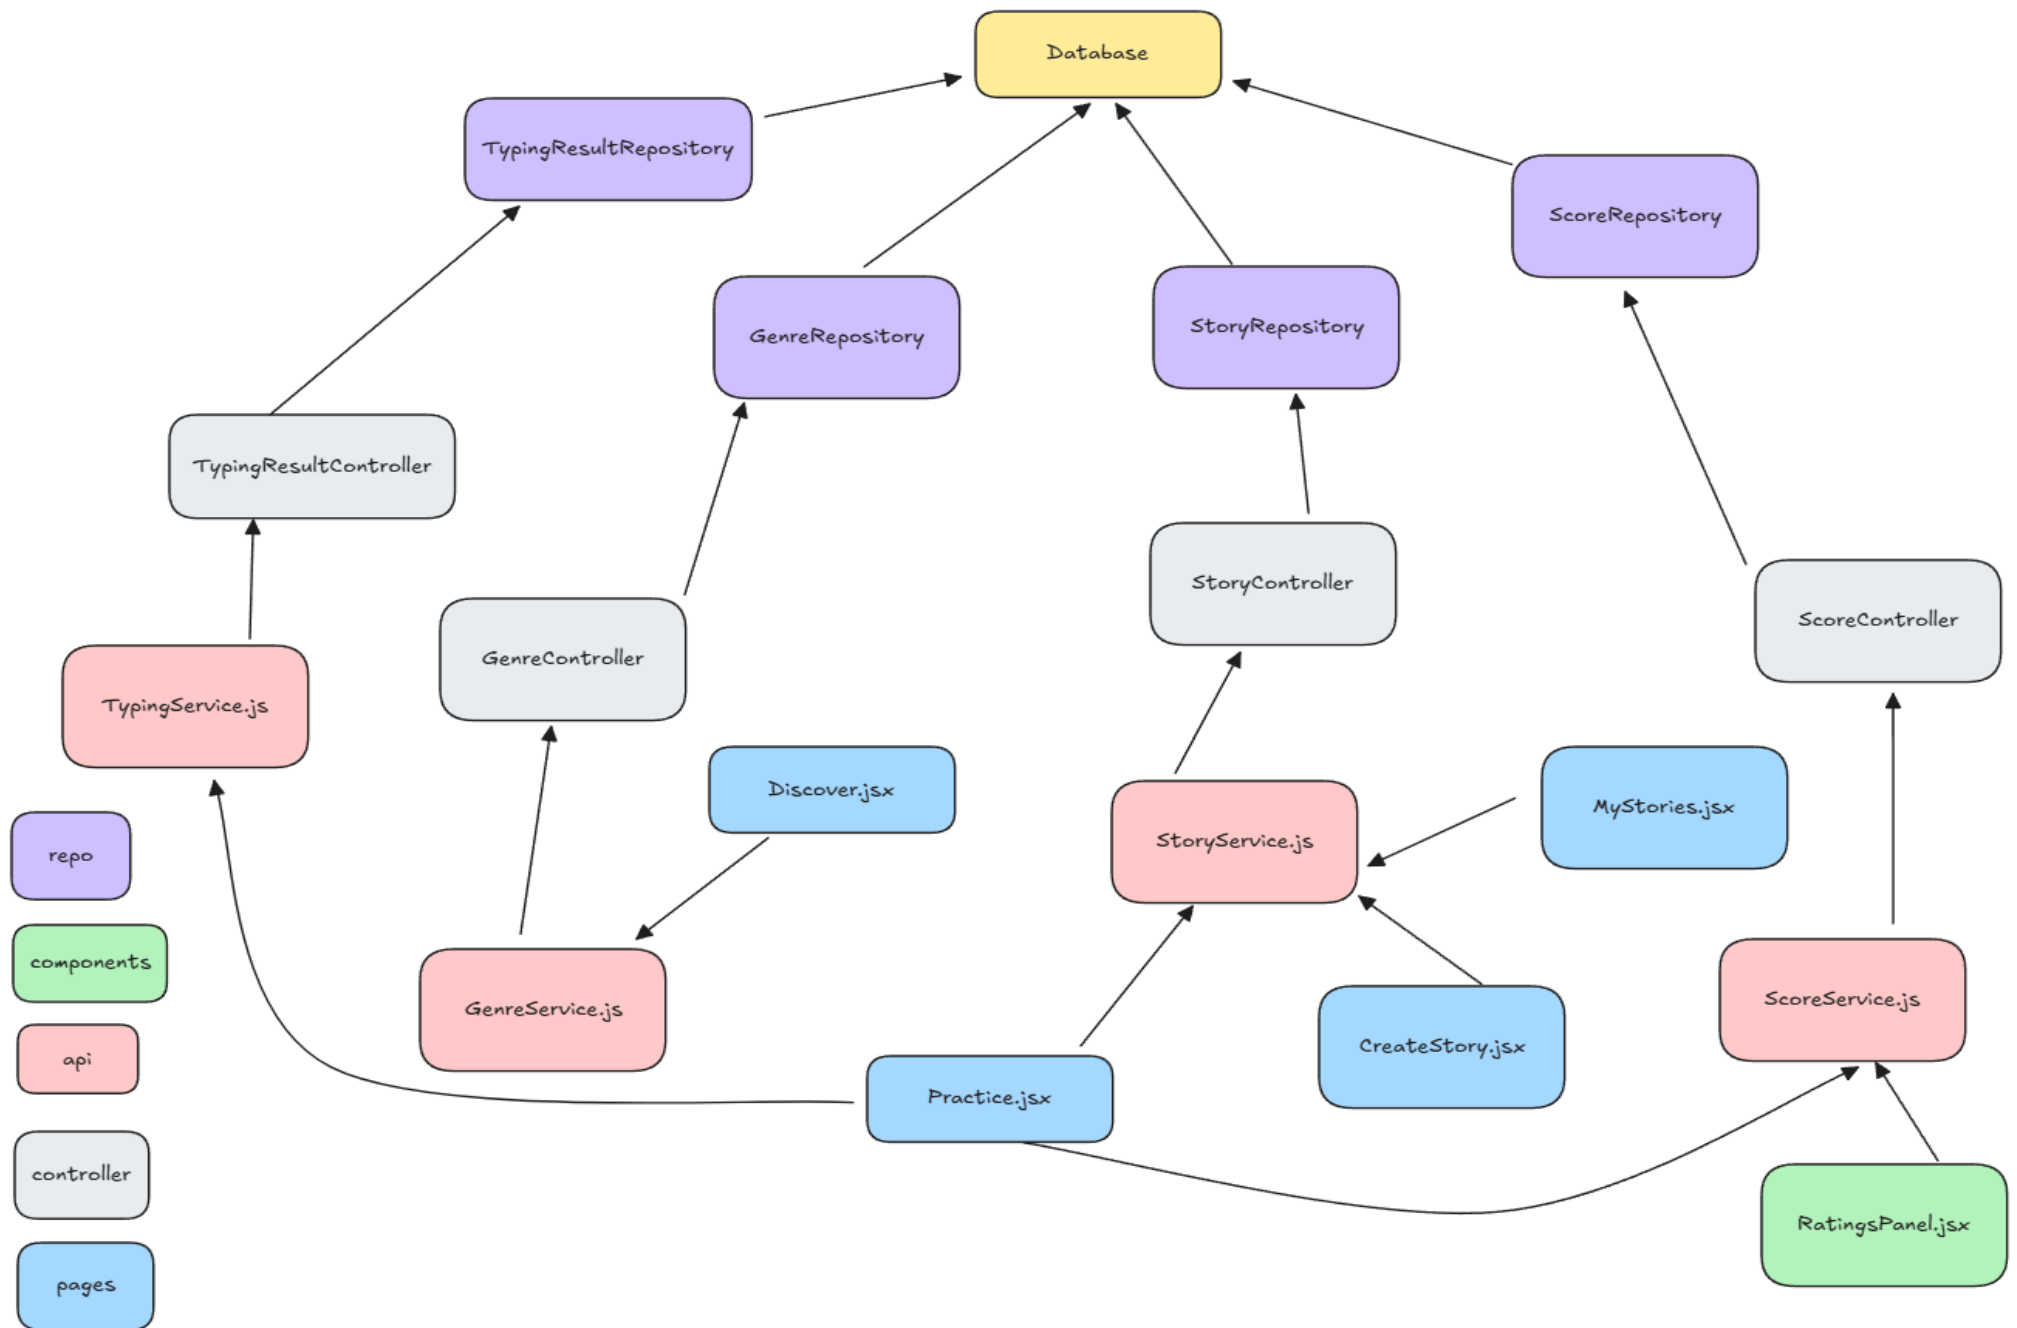 Database
TypingResultRepository
ScoreRepository
GenreRepository
StoryRepository
TypingResultController
StoryController
ScoreController
GenreController
TypingService.js
Discover.jsx
MyStories.jsx
StoryService.js
repo
components
GenreService.js
ScoreService.js
CreateStory.jsx
api
Practice.jsx
controller
RatingsPanel.jsx
pages